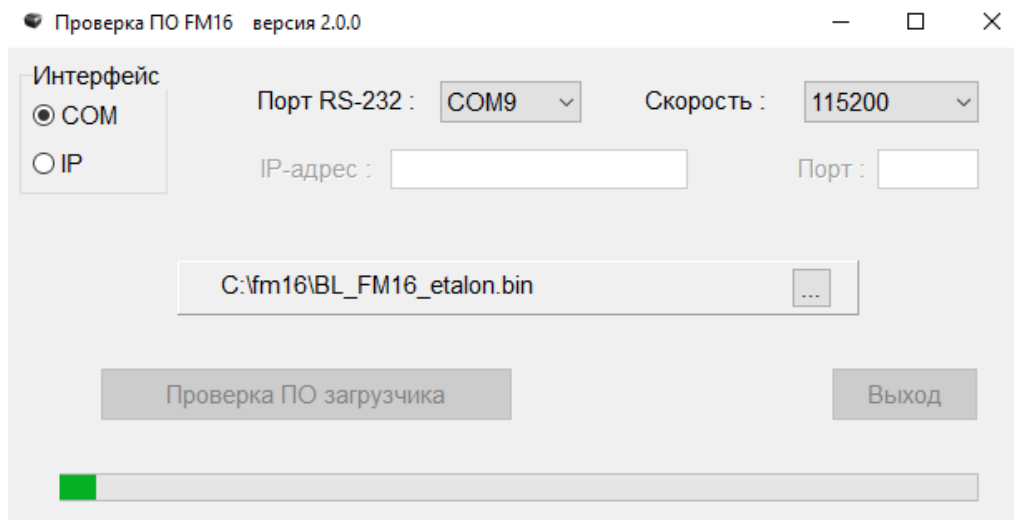 Проверка ПО FM16 версия 2.0.0
Интерфейс
COM
IP
Порт RS-232 : COM9 Скорость : 115200
IP-адрес : Порт :
C:\fm16\BL_FM16_etalon.bin ...
Проверка ПО загрузчика Выход